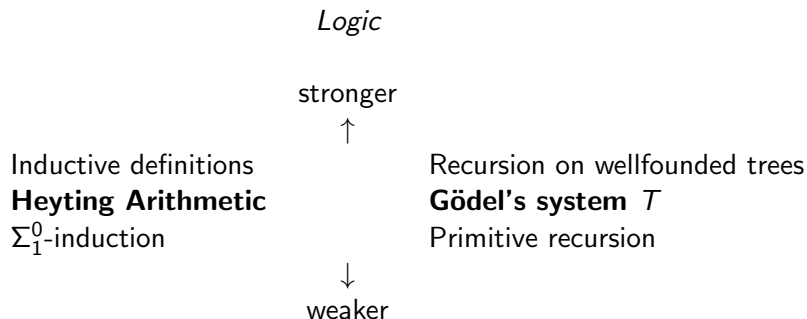 Logic
stronger
↑
Inductive definitions Recursion on wellfounded trees
Heyting Arithmetic Gödel's system T
Σ⁰₁-induction Primitive recursion
↓
weaker